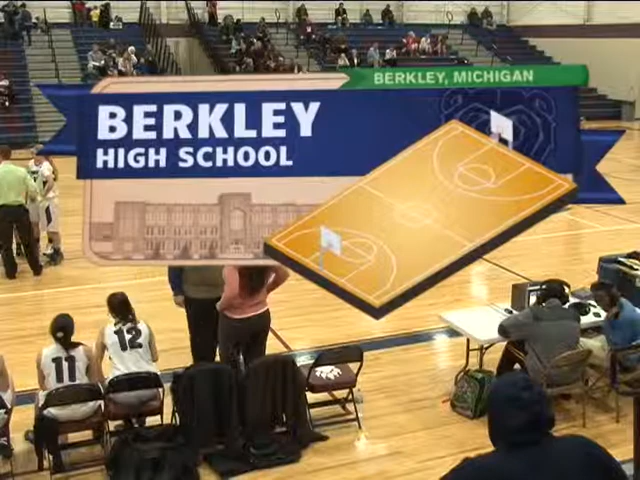 BERKLEY, MICHIGAN
BERKLEY
HIGH SCHOOL
11
12